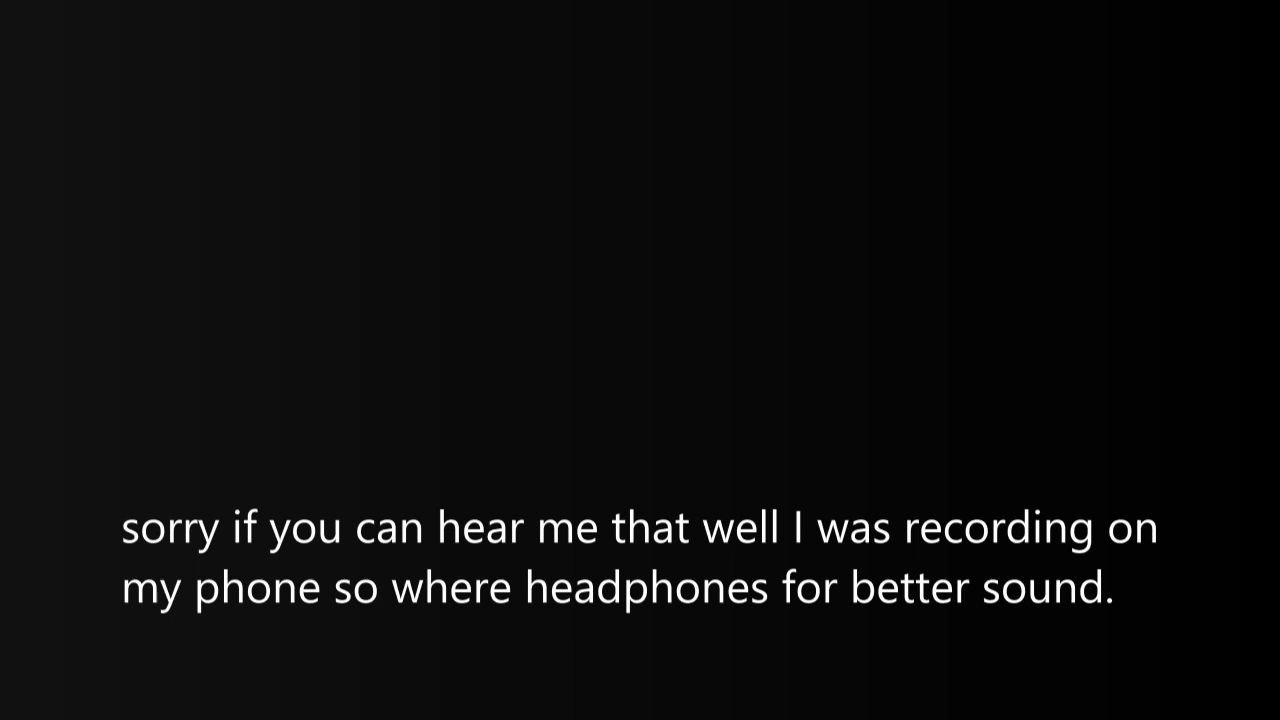 sorry if you can hear me that well I was recording on
my phone so where headphones for better sound.